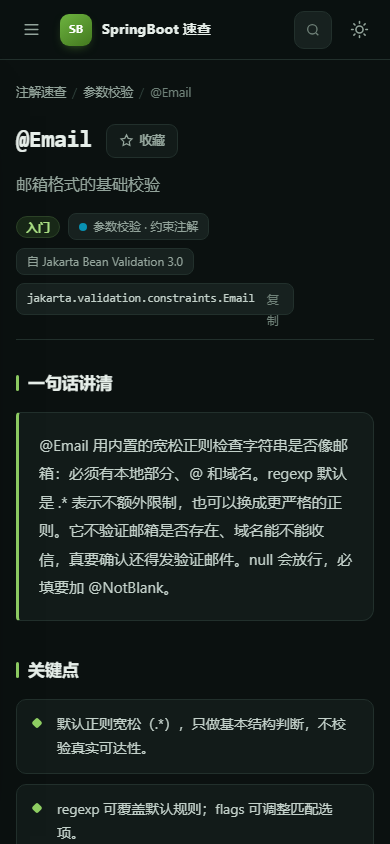 SB SpringBoot 速查
注解速查 / 参数校验 / @Email
@Email 收藏
邮箱格式的基础校验
入门 参数校验 · 约束注解
自 Jakarta Bean Validation 3.0
jakarta.validation.constraints.Email 复
制
一句话讲清
@Email 用内置的宽松正则检查字符串是否像邮
箱：必须有本地部分、@ 和域名。regexp 默认
是 .* 表示不额外限制，也可以换成更严格的正
则。它不验证邮箱是否存在、域名能不能收
信，真要确认还得发验证邮件。null 会放行，必
填要加 @NotBlank。
关键点
默认正则宽松（.*），只做基本结构判断，不校
验真实可达性。
regexp 可覆盖默认规则；flags 可调整匹配选
项。